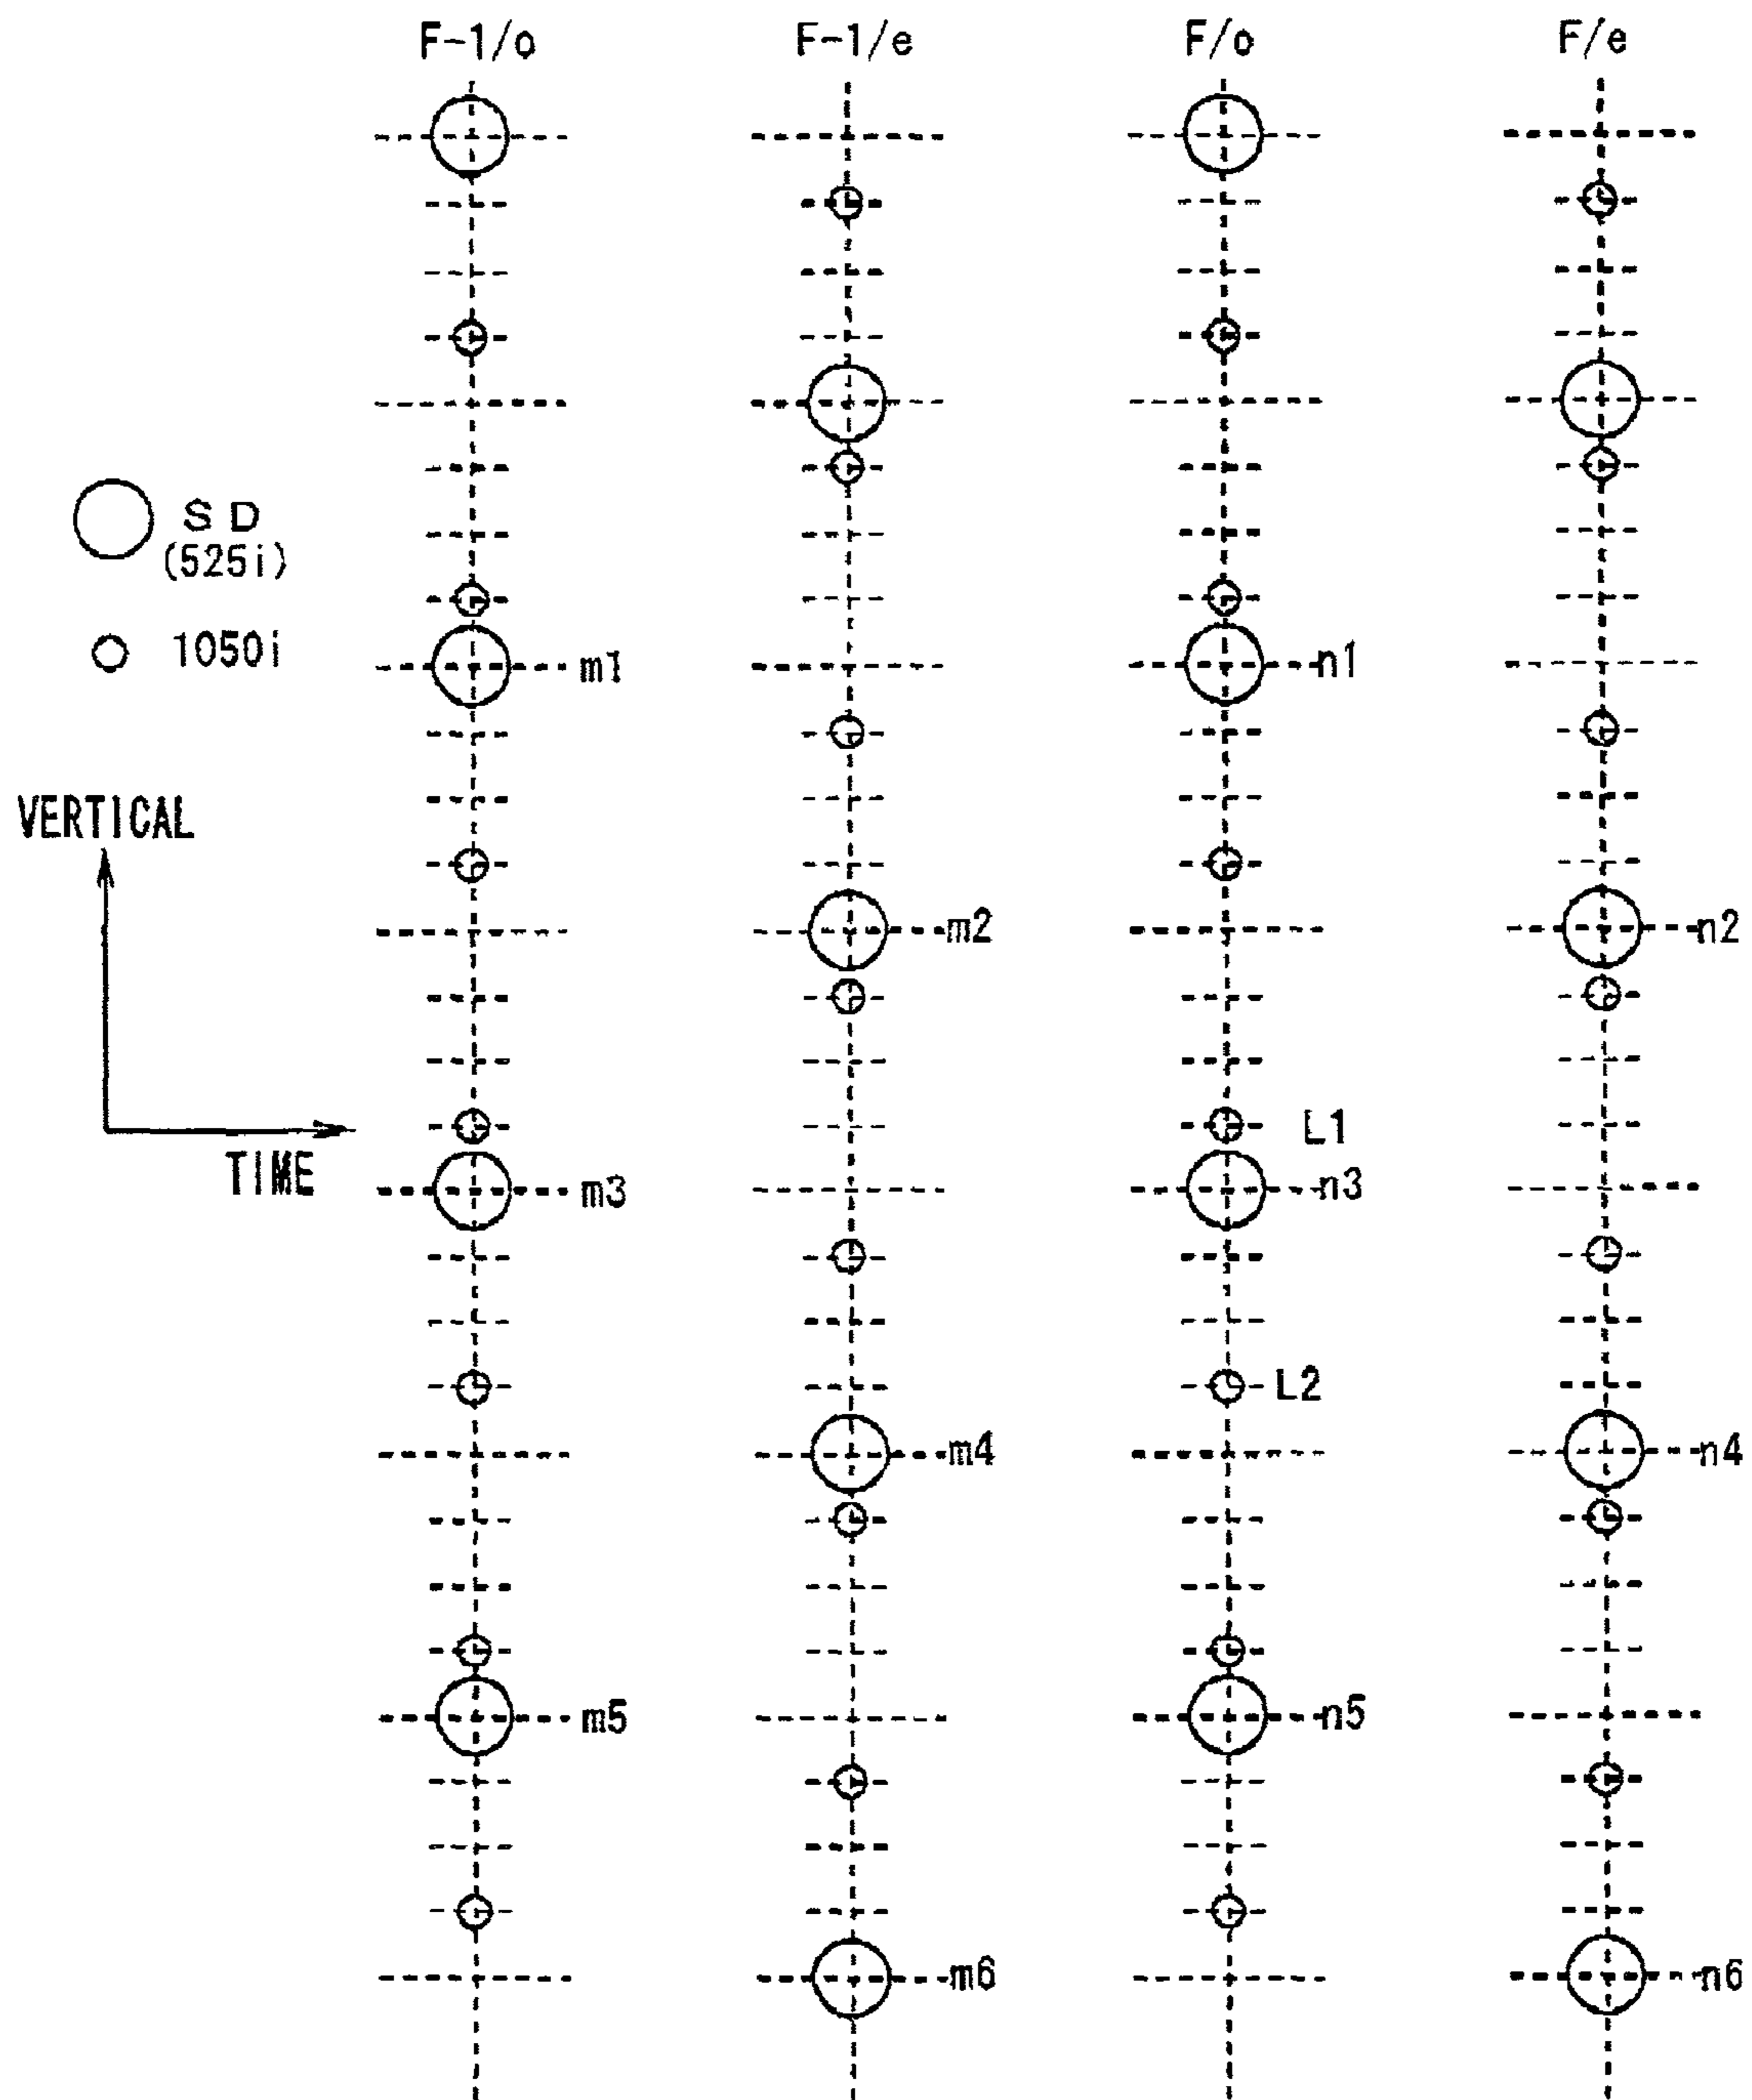 F-1/o F-1/e F/o F/e
SD
(525i)
1050i
m1 n1
VERTICAL
m2 n2
L1
TIME
m3 n3
L2
m4 n4
m5 n5
m6 n6